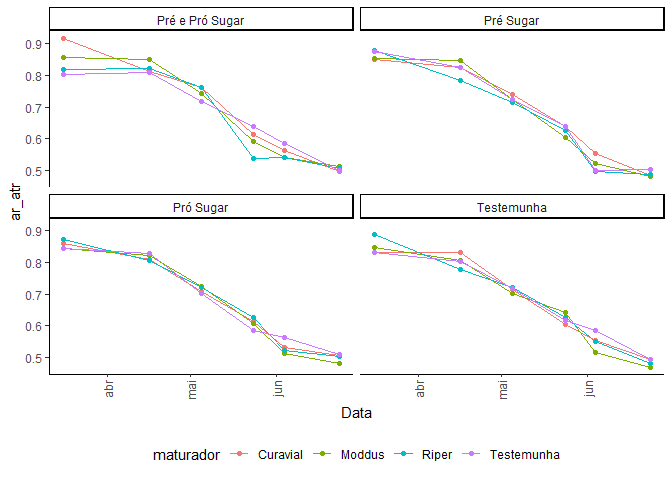 Pré e Pró Sugar
Pré Sugar
0.9
0.8
0.7
0.6
0.5
ar_atr
Pró Sugar
Testemunha
0.9
0.8
0.7
0.6
0.5
abr
mai
jun
abr
mai
jun
Data
maturador Curavial Moddus Riper Testemunha